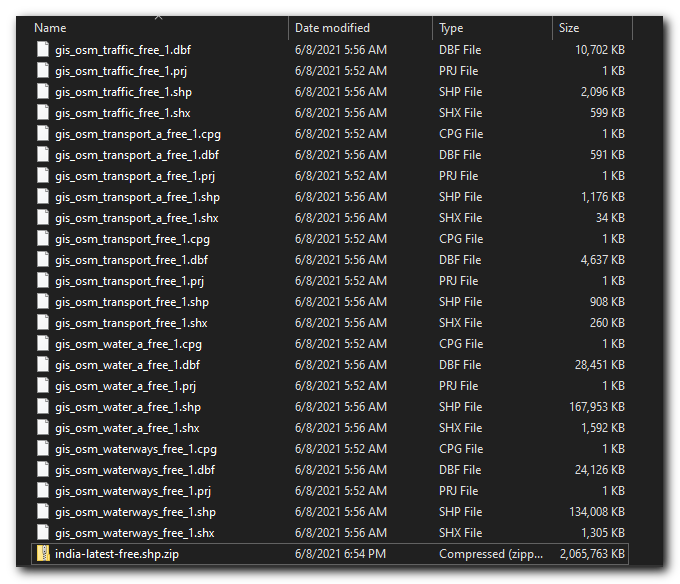 Name Date modified Type Size
gis_osm_traffic_free_1.dbf 6/8/2021 5:56 AM DBF File 10,702 KB
gis_osm_traffic_free_1.prj 6/8/2021 5:52 AM PRJ File 1 KB
gis_osm_traffic_free_1.shp 6/8/2021 5:56 AM SHP File 2,096 KB
gis_osm_traffic_free_1.shx 6/8/2021 5:56 AM SHX File 599 KB
gis_osm_transport_a_free_1.cpg 6/8/2021 5:52 AM CPG File 1 KB
gis_osm_transport_a_free_1.dbf 6/8/2021 5:56 AM DBF File 591 KB
gis_osm_transport_a_free_1.prj 6/8/2021 5:52 AM PRJ File 1 KB
gis_osm_transport_a_free_1.shp 6/8/2021 5:56 AM SHP File 1,176 KB
gis_osm_transport_a_free_1.shx 6/8/2021 5:56 AM SHX File 34 KB
gis_osm_transport_free_1.cpg 6/8/2021 5:52 AM CPG File 1 KB
gis_osm_transport_free_1.dbf 6/8/2021 5:56 AM DBF File 4,637 KB
gis_osm_transport_free_1.prj 6/8/2021 5:52 AM PRJ File 1 KB
gis_osm_transport_free_1.shp 6/8/2021 5:56 AM SHP File 908 KB
gis_osm_transport_free_1.shx 6/8/2021 5:56 AM SHX File 260 KB
gis_osm_water_a_free_1.cpg 6/8/2021 5:52 AM CPG File 1 KB
gis_osm_water_a_free_1.dbf 6/8/2021 5:56 AM DBF File 28,451 KB
gis_osm_water_a_free_1.prj 6/8/2021 5:52 AM PRJ File 1 KB
gis_osm_water_a_free_1.shp 6/8/2021 5:56 AM SHP File 167,953 KB
gis_osm_water_a_free_1.shx 6/8/2021 5:56 AM SHX File 1,592 KB
gis_osm_waterways_free_1.cpg 6/8/2021 5:52 AM CPG File 1 KB
gis_osm_waterways_free_1.dbf 6/8/2021 5:56 AM DBF File 24,126 KB
gis_osm_waterways_free_1.prj 6/8/2021 5:52 AM PRJ File 1 KB
gis_osm_waterways_free_1.shp 6/8/2021 5:56 AM SHP File 134,008 KB
gis_osm_waterways_free_1.shx 6/8/2021 5:56 AM SHX File 1,305 KB
india-latest-free.shp.zip 6/8/2021 6:54 PM Compressed (zipp... 2,065,763 KB